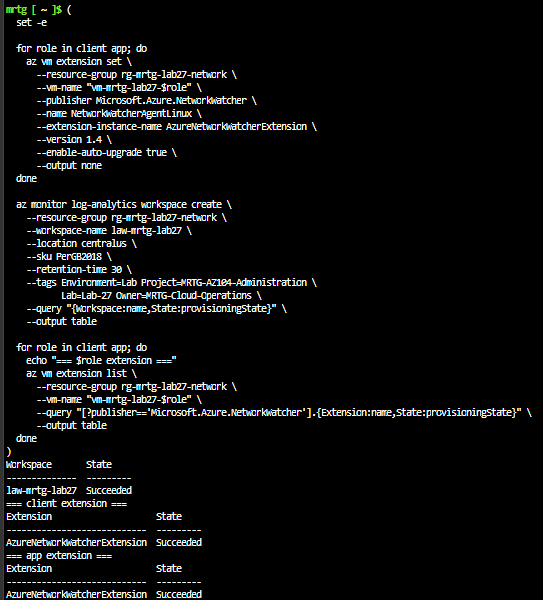 mrtg [ ~ ]$ (
  set -e

  for role in client app; do
    az vm extension set \
      --resource-group rg-mrtg-lab27-network \
      --vm-name "vm-mrtg-lab27-$role" \
      --publisher Microsoft.Azure.NetworkWatcher \
      --name NetworkWatcherAgentLinux \
      --extension-instance-name AzureNetworkWatcherExtension \
      --version 1.4 \
      --enable-auto-upgrade true \
      --output none
  done

  az monitor log-analytics workspace create \
    --resource-group rg-mrtg-lab27-network \
    --workspace-name law-mrtg-lab27 \
    --location centralus \
    --sku PerGB2018 \
    --retention-time 30 \
    --tags Environment=Lab Project=MRTG-AZ104-Administration \
           Lab=Lab-27 Owner=MRTG-Cloud-Operations \
    --query "{Workspace:name,State:provisioningState}" \
    --output table

  for role in client app; do
    echo "=== $role extension ==="
    az vm extension list \
      --resource-group rg-mrtg-lab27-network \
      --vm-name "vm-mrtg-lab27-$role" \
      --query "[?publisher=='Microsoft.Azure.NetworkWatcher'].{Extension:name,State:provisioningState}" \
      --output table
  done
)
Workspace       State
--------------  ---------
law-mrtg-lab27  Succeeded
=== client extension ===
Extension                     State
----------------------------  ---------
AzureNetworkWatcherExtension  Succeeded
=== app extension ===
Extension                     State
----------------------------  ---------
AzureNetworkWatcherExtension  Succeeded